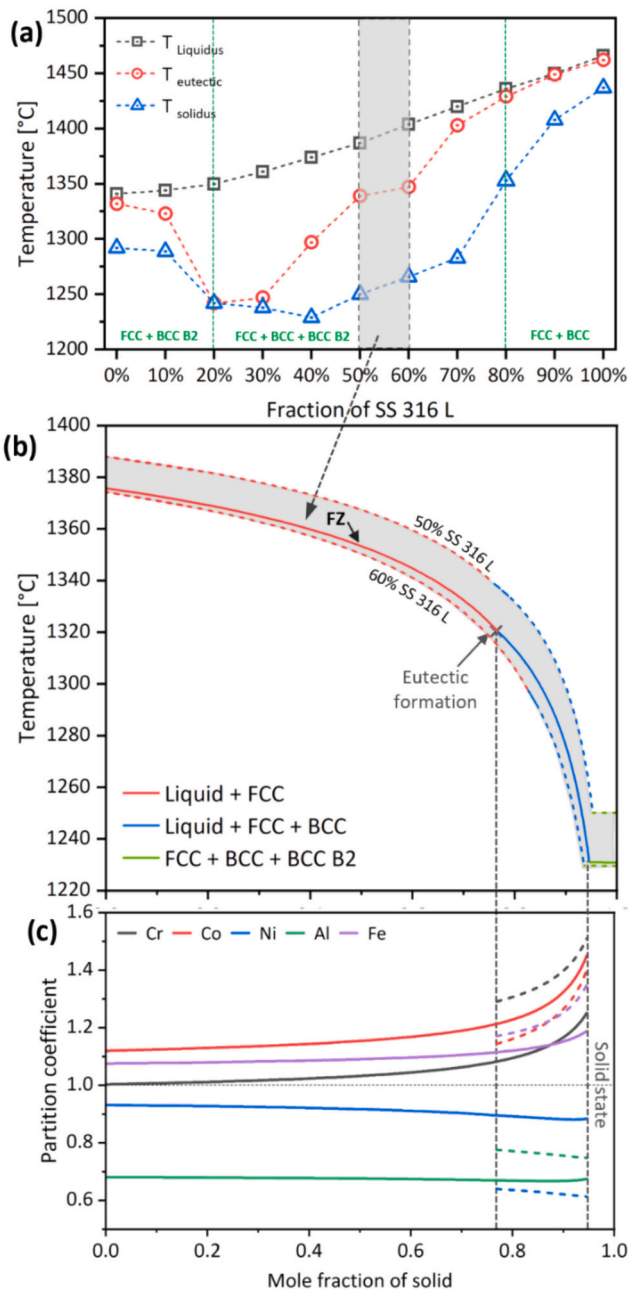 (a)
1500
1450
1400
1350
1300
1250
1200
Temperature [°C]
T Liquidus
T eutectic
T solidus
FCC + BCC B2
FCC + BCC + BCC B2
FCC + BCC
0% 10% 20% 30% 40% 50% 60% 70% 80% 90% 100%
Fraction of SS 316 L
(b)
1400
1380
1360
1340
1320
1300
1280
1260
1240
1220
Temperature [°C]
50% SS 316 L
FZ
60% SS 316 L
Eutectic
formation
Liquid + FCC
Liquid + FCC + BCC
FCC + BCC + BCC B2
(c)
1.6
1.4
1.2
1.0
0.8
0.6
Partition coefficient
Cr Co Ni Al Fe
Solid state
0.0 0.2 0.4 0.6 0.8 1.0
Mole fraction of solid